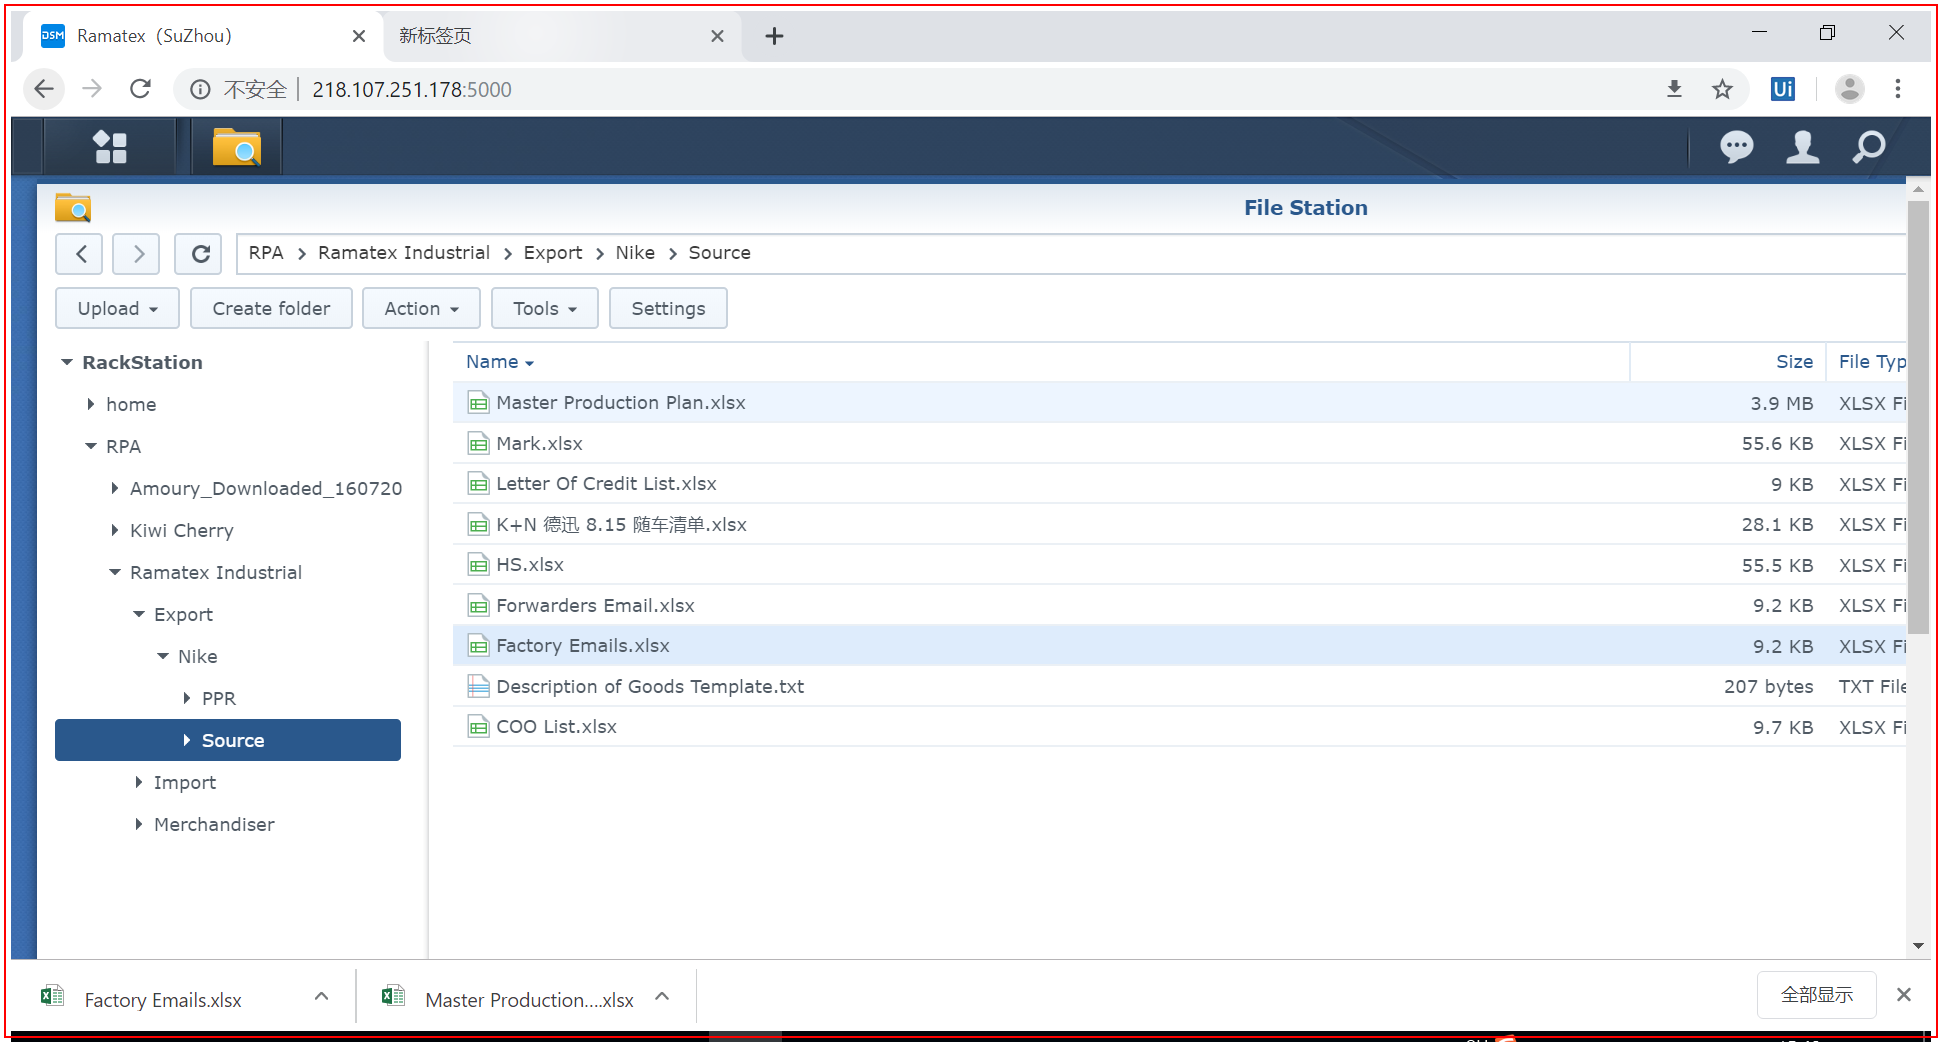 DSM Ramatex（SuZhou） 新标签页
不安全 218.107.251.178:5000 Ui
File Station
RPA Ramatex Industrial Export Nike Source
Upload Create folder Action Tools Settings
RackStation
home
RPA
Amoury_Downloaded_160720
Kiwi Cherry
Ramatex Industrial
Export
Nike
PPR
Source
Import
Merchandiser
Name Size File Typ
Master Production Plan.xlsx 3.9 MB XLSX Fi
Mark.xlsx 55.6 KB XLSX Fi
Letter Of Credit List.xlsx 9 KB XLSX Fi
K+N 德迅 8.15 随车清单.xlsx 28.1 KB XLSX Fi
HS.xlsx 55.5 KB XLSX Fi
Forwarders Email.xlsx 9.2 KB XLSX Fi
Factory Emails.xlsx 9.2 KB XLSX Fi
Description of Goods Template.txt 207 bytes TXT File
COO List.xlsx 9.7 KB XLSX Fi
Factory Emails.xlsx Master Production....xlsx 全部显示